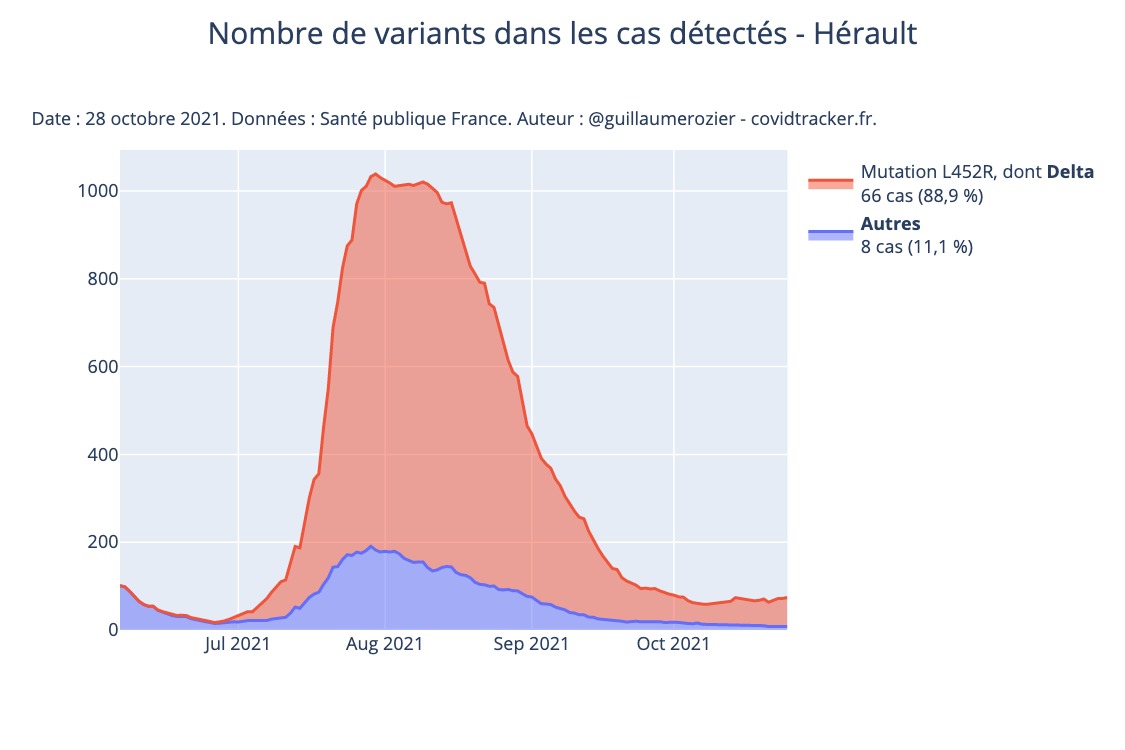 Nombre de variants dans les cas détectés - Hérault
Date : 28 octobre 2021. Données : Santé publique France. Auteur : @guillaumerozier - covidtracker.fr.
Mutation L452R, dont Delta
66 cas (88,9 %)
Autres
8 cas (11,1 %)
1000
800
600
400
200
0
Jul 2021 Aug 2021 Sep 2021 Oct 2021